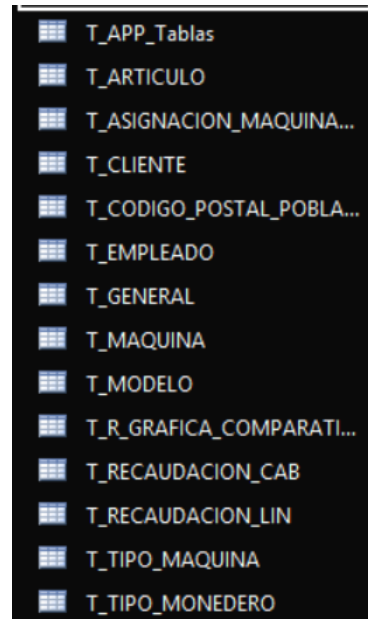 T_APP_Tablas
T_ARTICULO
T_ASIGNACION_MAQUINA...
T_CLIENTE
T_CODIGO_POSTAL_POBLA...
T_EMPLEADO
T_GENERAL
T_MAQUINA
T_MODELO
T_R_GRAFICA_COMPARATI...
T_RECAUDACION_CAB
T_RECAUDACION_LIN
T_TIPO_MAQUINA
T_TIPO_MONEDERO